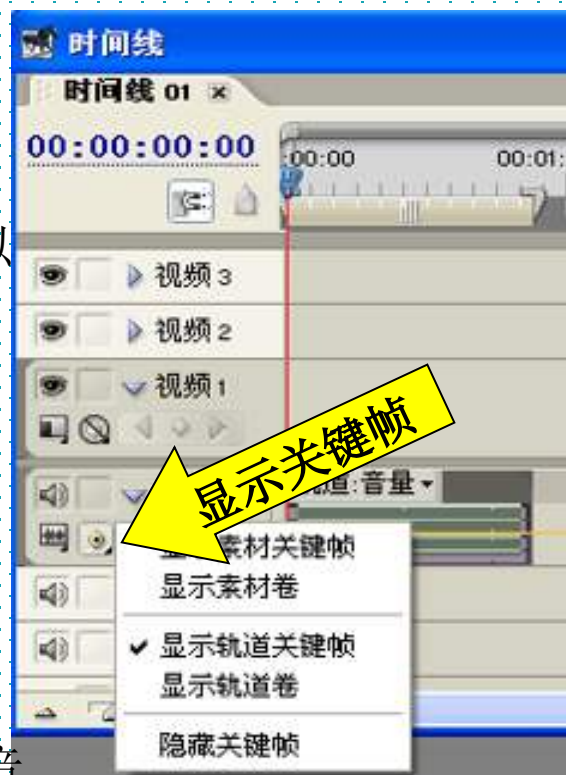 时间线
时间线 01
00:00:00:00
:00:00 00:01:
视频 3
视频 2
视频 1
显示关键帧
轨道:音量
显示素材关键帧
显示素材卷
显示轨道关键帧
显示轨道卷
隐藏关键帧